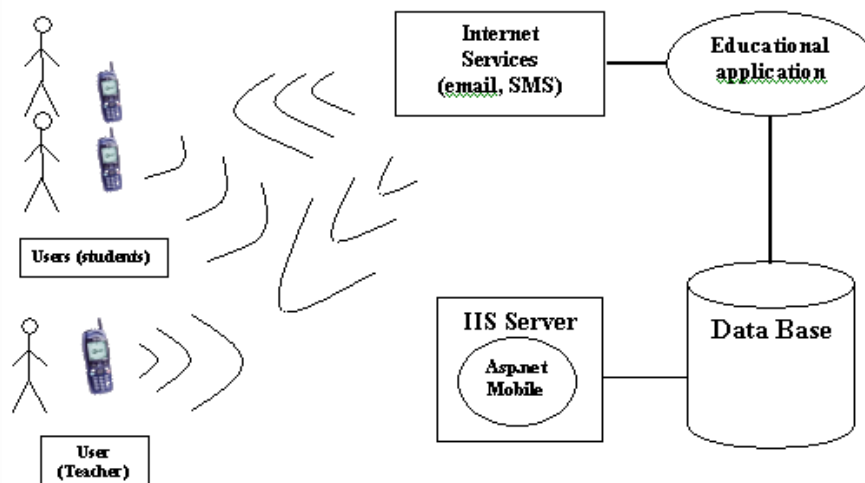 Internet
Services
(email, SMS)
Educational
application
Users (students)
IIS Server
Asp.net
Mobile
Data Base
User
(Teacher)